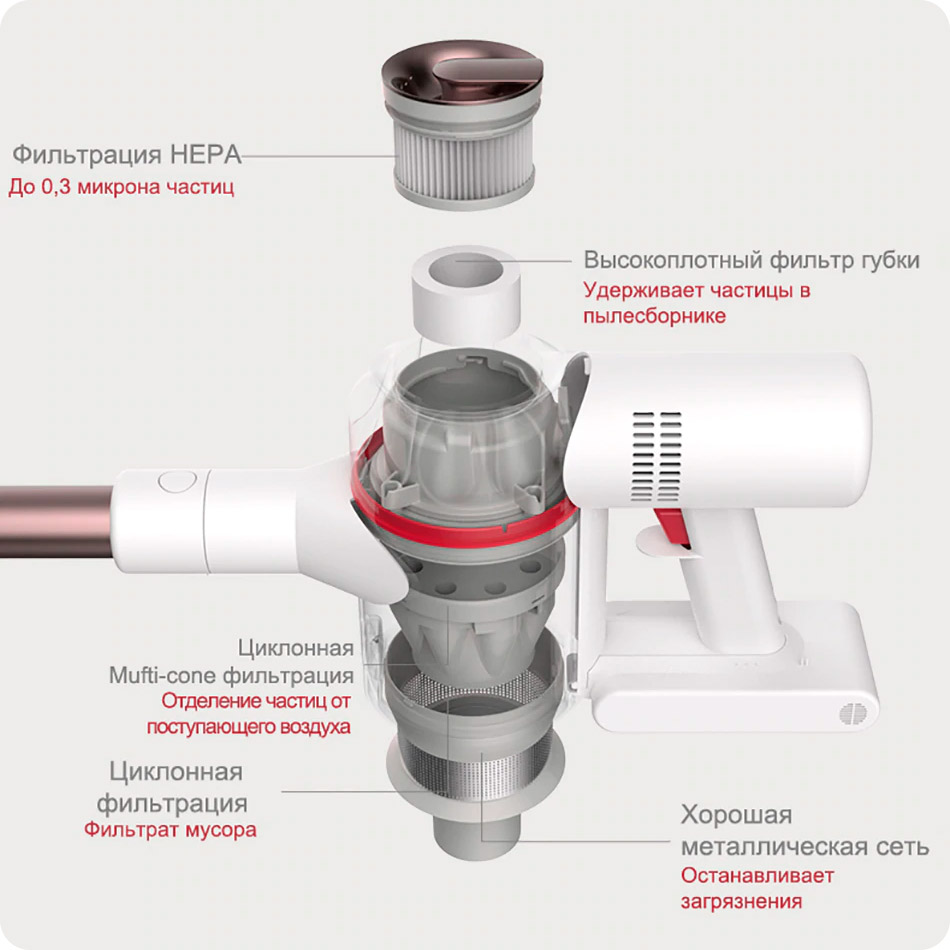 Фильтрация HEPA
До 0,3 микрона частиц
Высокоплотный фильтр губки
Удерживает частицы в
пылесборнике
Циклонная
Mufti-cone фильтрация
Отделение частиц от
поступающего воздуха
Циклонная
фильтрация
Фильтрат мусора
Хорошая
металлическая сеть
Останавливает
загрязнения